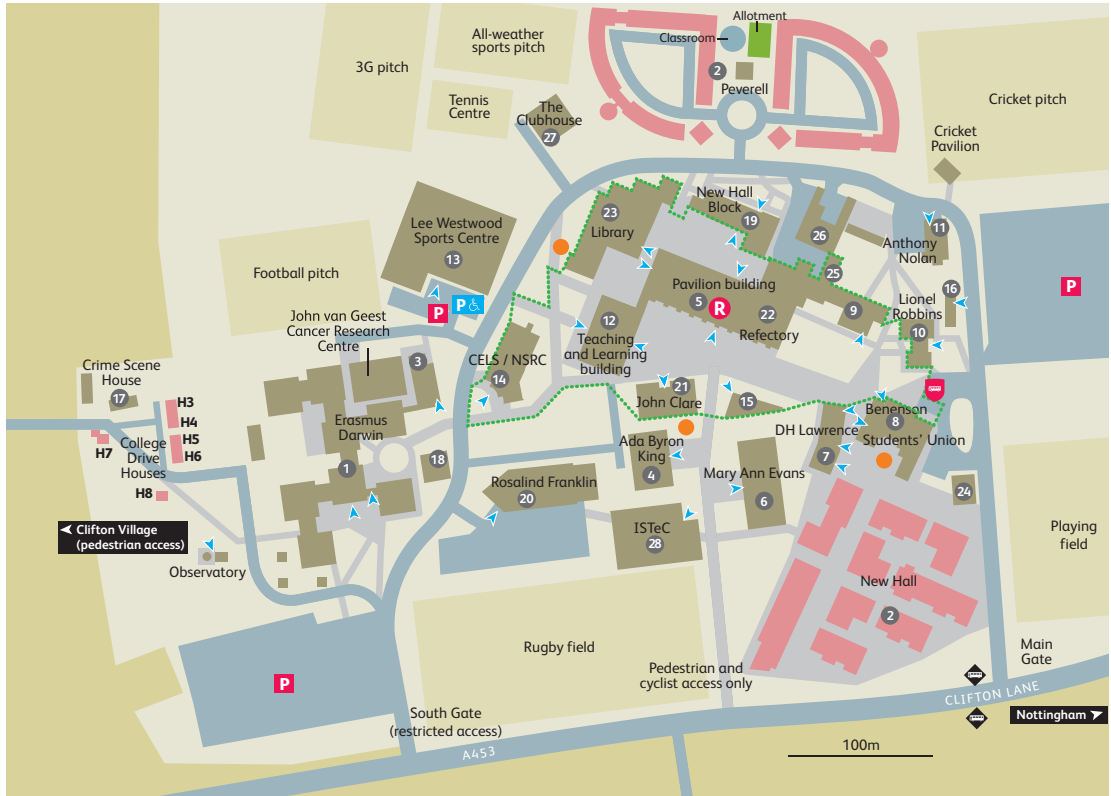 Allotment
Classroom
All-weather
sports pitch
3G pitch
2
Peverell
Tennis
Centre
Cricket pitch
The
Clubhouse
27
Cricket
Pavilion
New Hall
Block
19
23
Library
Lee Westwood
Sports Centre
13
26
11
Anthony
Nolan
Football pitch
25
Pavilion building
5
R
22
Refectory
16
P
P
P
9
Lionel
Robbins
10
John van Geest
Cancer Research
Centre
12
Teaching
and Learning
building
3
CELS / NSRC
14
Crime Scene
House
17
21
John Clare
15
H3
H4
H5
H6
H7
College
Drive
Houses
H8
Erasmus
Darwin
1
18
Benenson
8
Students’ Union
DH Lawrence
7
Ada Byron
King
4
Mary Ann Evans
6
Rosalind Franklin
20
24
Clifton Village
(pedestrian access)
ISTeC
28
Playing
field
Observatory
New Hall
2
Rugby field
Main
Gate
Pedestrian and
cyclist access only
P
CLIFTON LANE
South Gate
(restricted access)
Nottingham
A453
100m